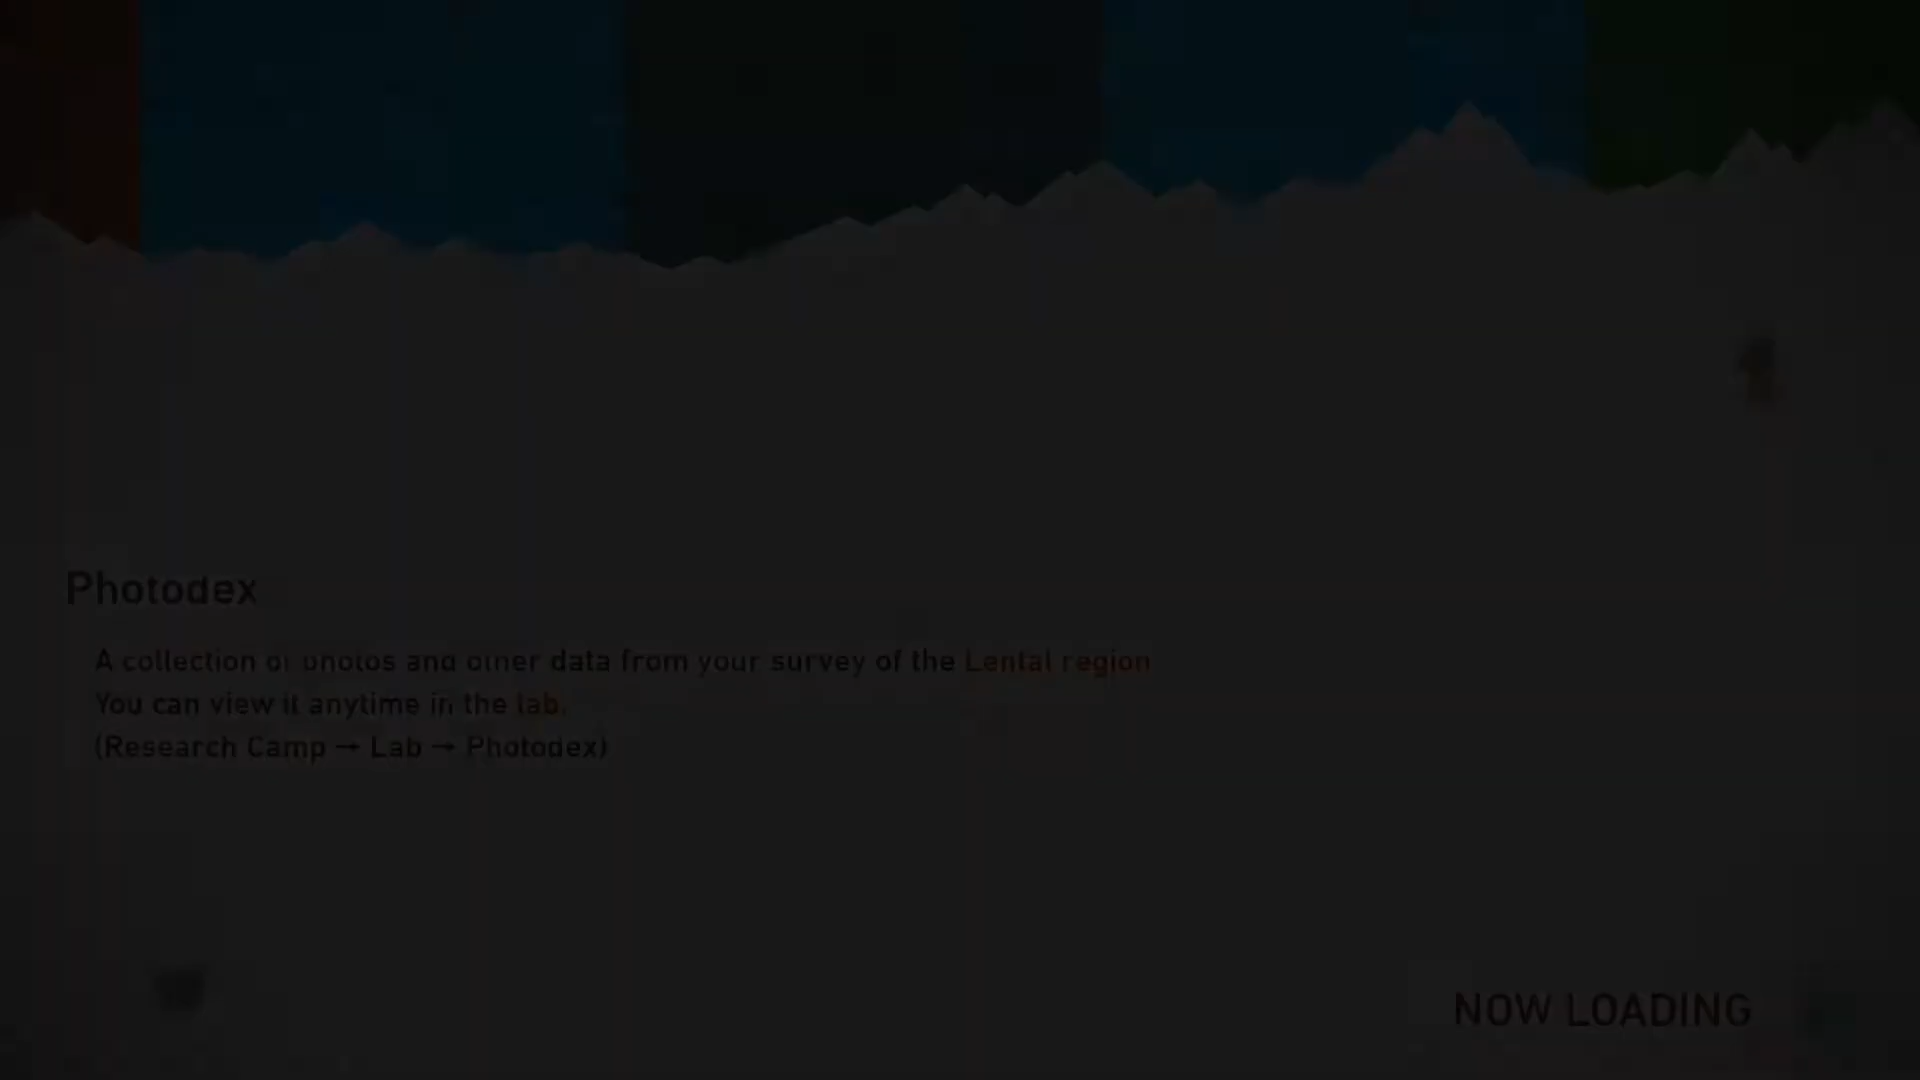 Photodex
A collection of photos and other data from your survey of the Lental region
You can view it anytime in the lab.
(Research Camp → Lab → Photodex)
NOW LOADING